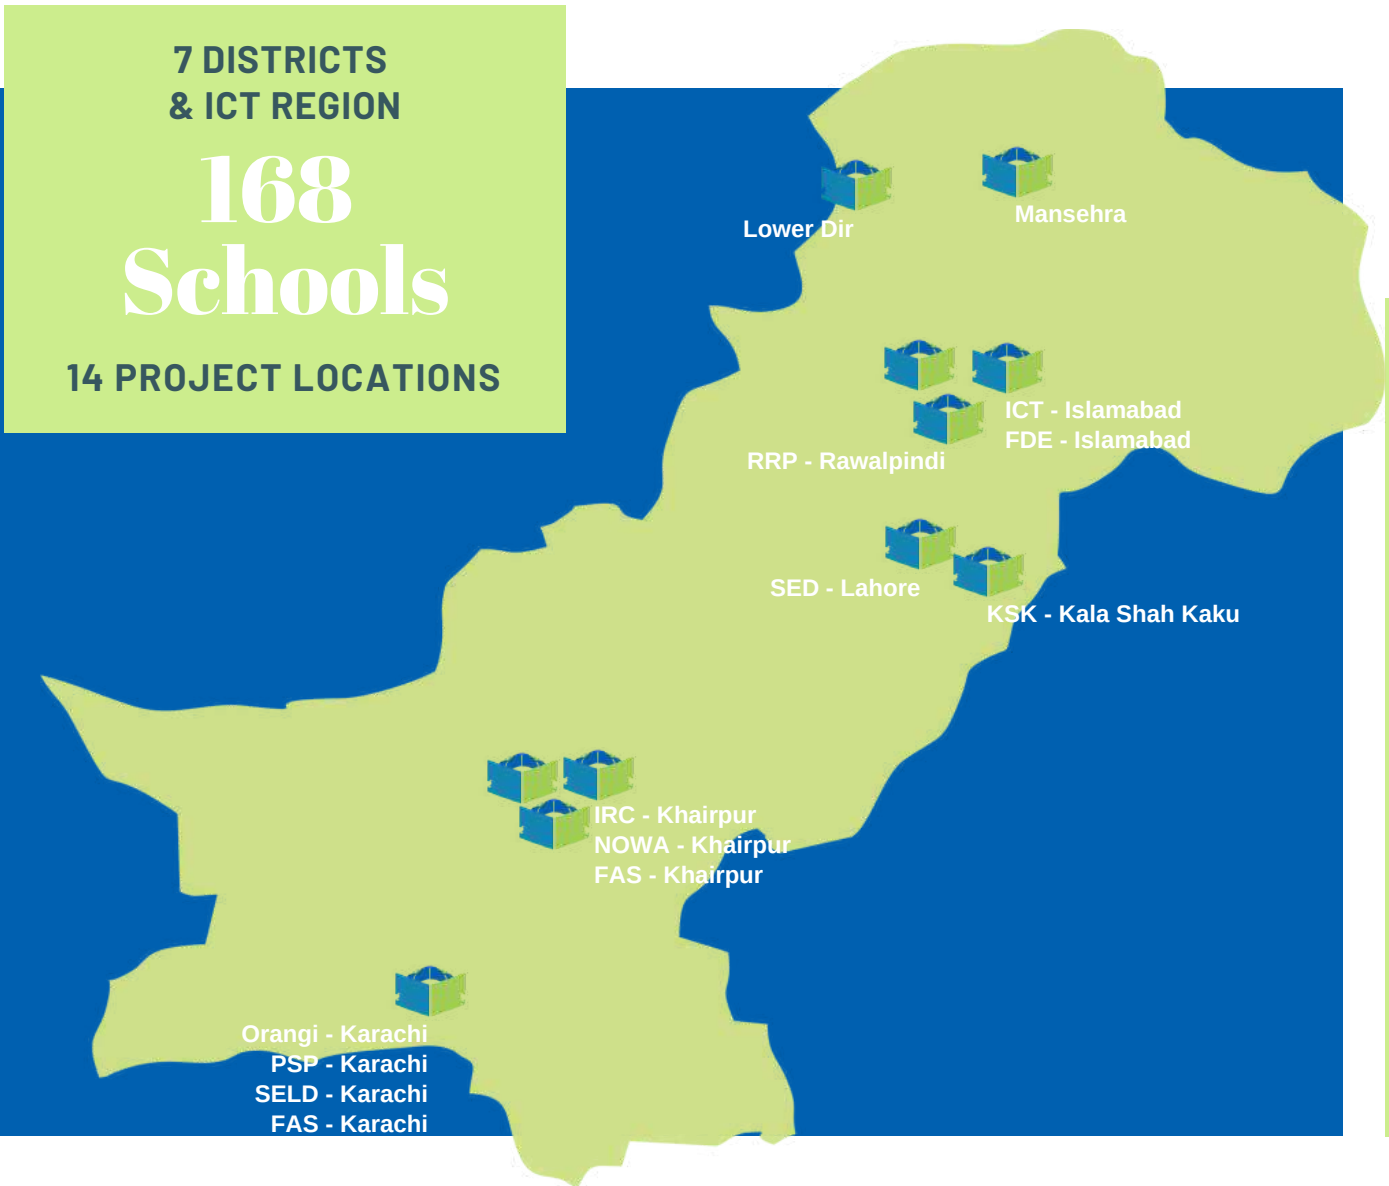 7 DISTRICTS
& ICT REGION
168
Schools
14 PROJECT LOCATIONS
Lower Dir
Mansehra
ICT - Islamabad
FDE - Islamabad
RRP - Rawalpindi
SED - Lahore
KSK - Kala Shah Kaku
IRC - Khairpur
NOWA - Khairpur
FAS - Khairpur
Orangi - Karachi
PSP - Karachi
SELD - Karachi
FAS - Karachi